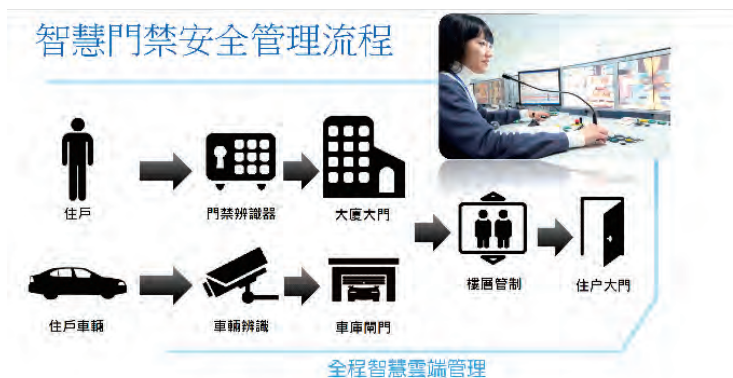 智慧門禁安全管理流程
住戶
門禁辨識器
大廈大門
樓層管制
住户大門
住戶車輛
車輛辨識
車庫閘門
全程智慧雲端管理